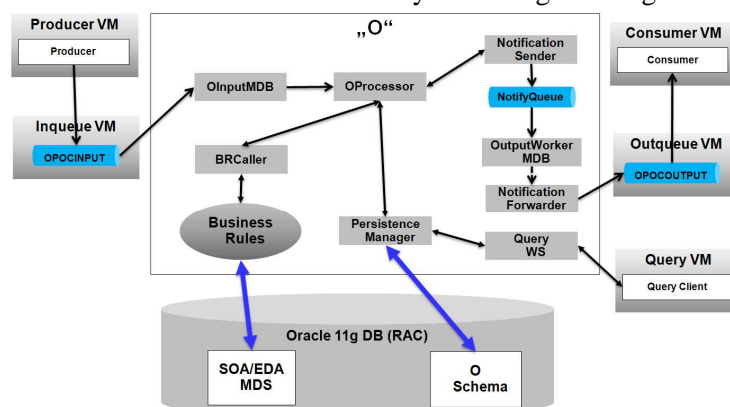 Producer VM
Producer
Inqueue VM
OPOCINPUT
„O“
OInputMDB
OProcessor
Notification
Sender
NotifyQueue
OutputWorker
MDB
Notification
Forwarder
BRCaller
Business
Rules
Persistence
Manager
Query
WS
Consumer VM
Consumer
Outqueue VM
OPOCOUTPUT
Query VM
Query Client
Oracle 11g DB (RAC)
SOA/EDA
MDS
O
Schema